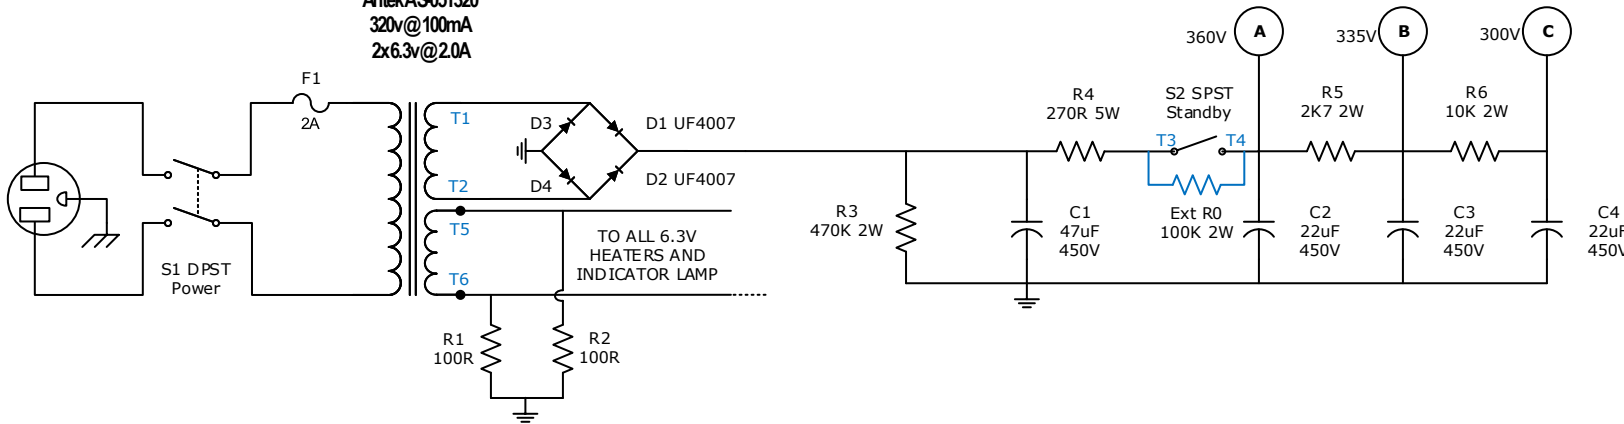 320v@100mA
2x6.3v@2.0A
F1
2A
S1 DPST
Power
T1
T2
T5
T6
D3
D4
D1 UF4007
D2 UF4007
TO ALL 6.3V
HEATERS AND
INDICATOR LAMP
R1
100R
R2
100R
R3
470K 2W
C1
47uF
450V
R4
270R 5W
S2 SPST
Standby
T3
T4
Ext R0
100K 2W
360V
A
C2
22uF
450V
R5
2K7 2W
335V
B
C3
22uF
450V
R6
10K 2W
300V
C
C4
22uF
450V